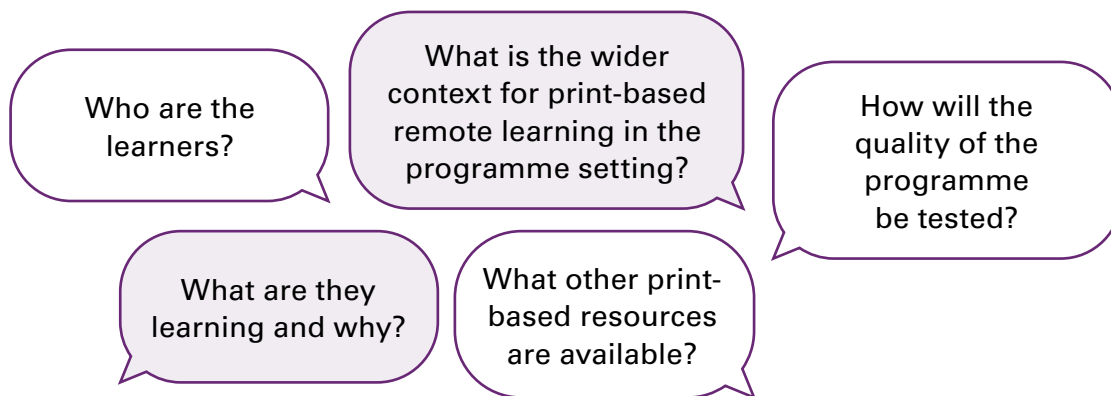 Who are the
learners?
What is the wider
context for print-based
remote learning in the
programme setting?
How will the
quality of the
programme
be tested?
What are they
learning and why?
What other print-
based resources
are available?